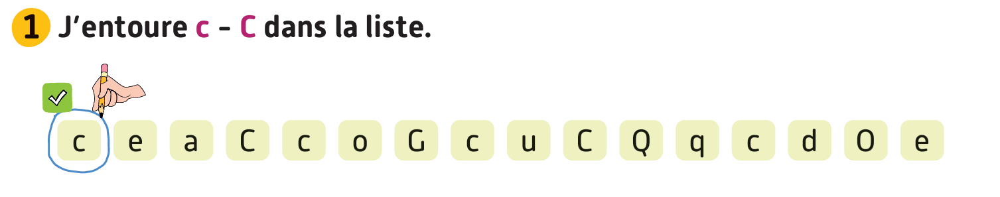 1 J'entoure c - C dans la liste.
c e a C c o G c u C Q q c d O e